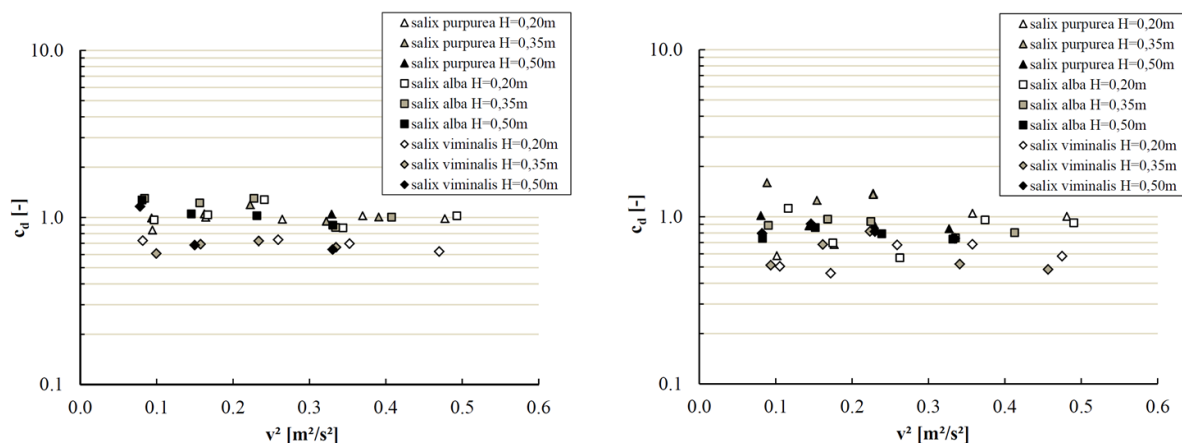 salix purpurea H=0,20m
salix purpurea H=0,35m
salix purpurea H=0,50m
salix alba H=0,20m
salix alba H=0,35m
salix alba H=0,50m
salix viminalis H=0,20m
salix viminalis H=0,35m
salix viminalis H=0,50m
10.0
1.0
0.1
c_d [-]
0.0 0.1 0.2 0.3 0.4 0.5 0.6
v² [m²/s²]
salix purpurea H=0,20m
salix purpurea H=0,35m
salix purpurea H=0,50m
salix alba H=0,20m
salix alba H=0,35m
salix alba H=0,50m
salix viminalis H=0,20m
salix viminalis H=0,35m
salix viminalis H=0,50m
10.0
1.0
0.1
c_d [-]
0.0 0.1 0.2 0.3 0.4 0.5 0.6
v² [m²/s²]